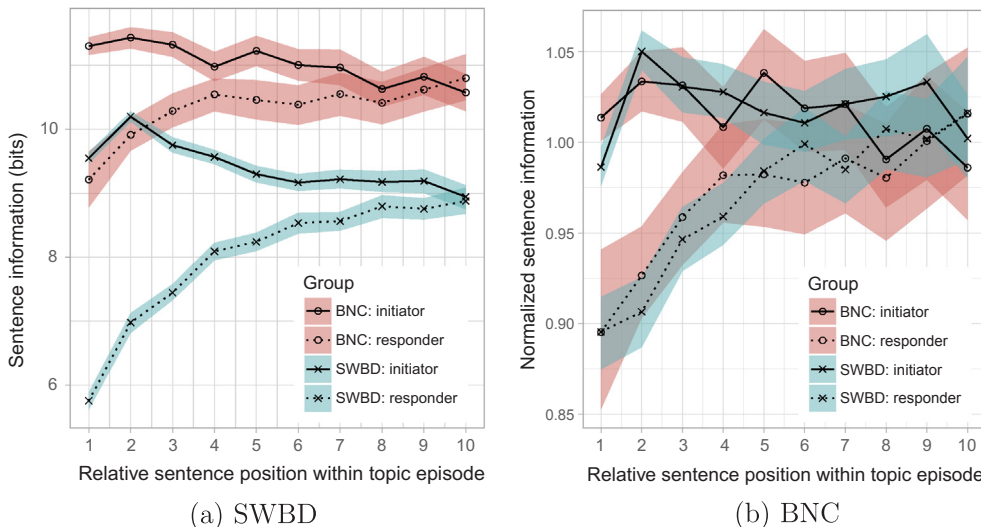 Sentence information (bits)
10
8
6
Group
BNC: initiator
BNC: responder
SWBD: initiator
SWBD: responder
1 2 3 4 5 6 7 8 9 10
Relative sentence position within topic episode
(a) SWBD
Normalized sentence information
1.05
1.00
0.95
0.90
0.85
Group
BNC: initiator
BNC: responder
SWBD: initiator
SWBD: responder
1 2 3 4 5 6 7 8 9 10
Relative sentence position within topic episode
(b) BNC